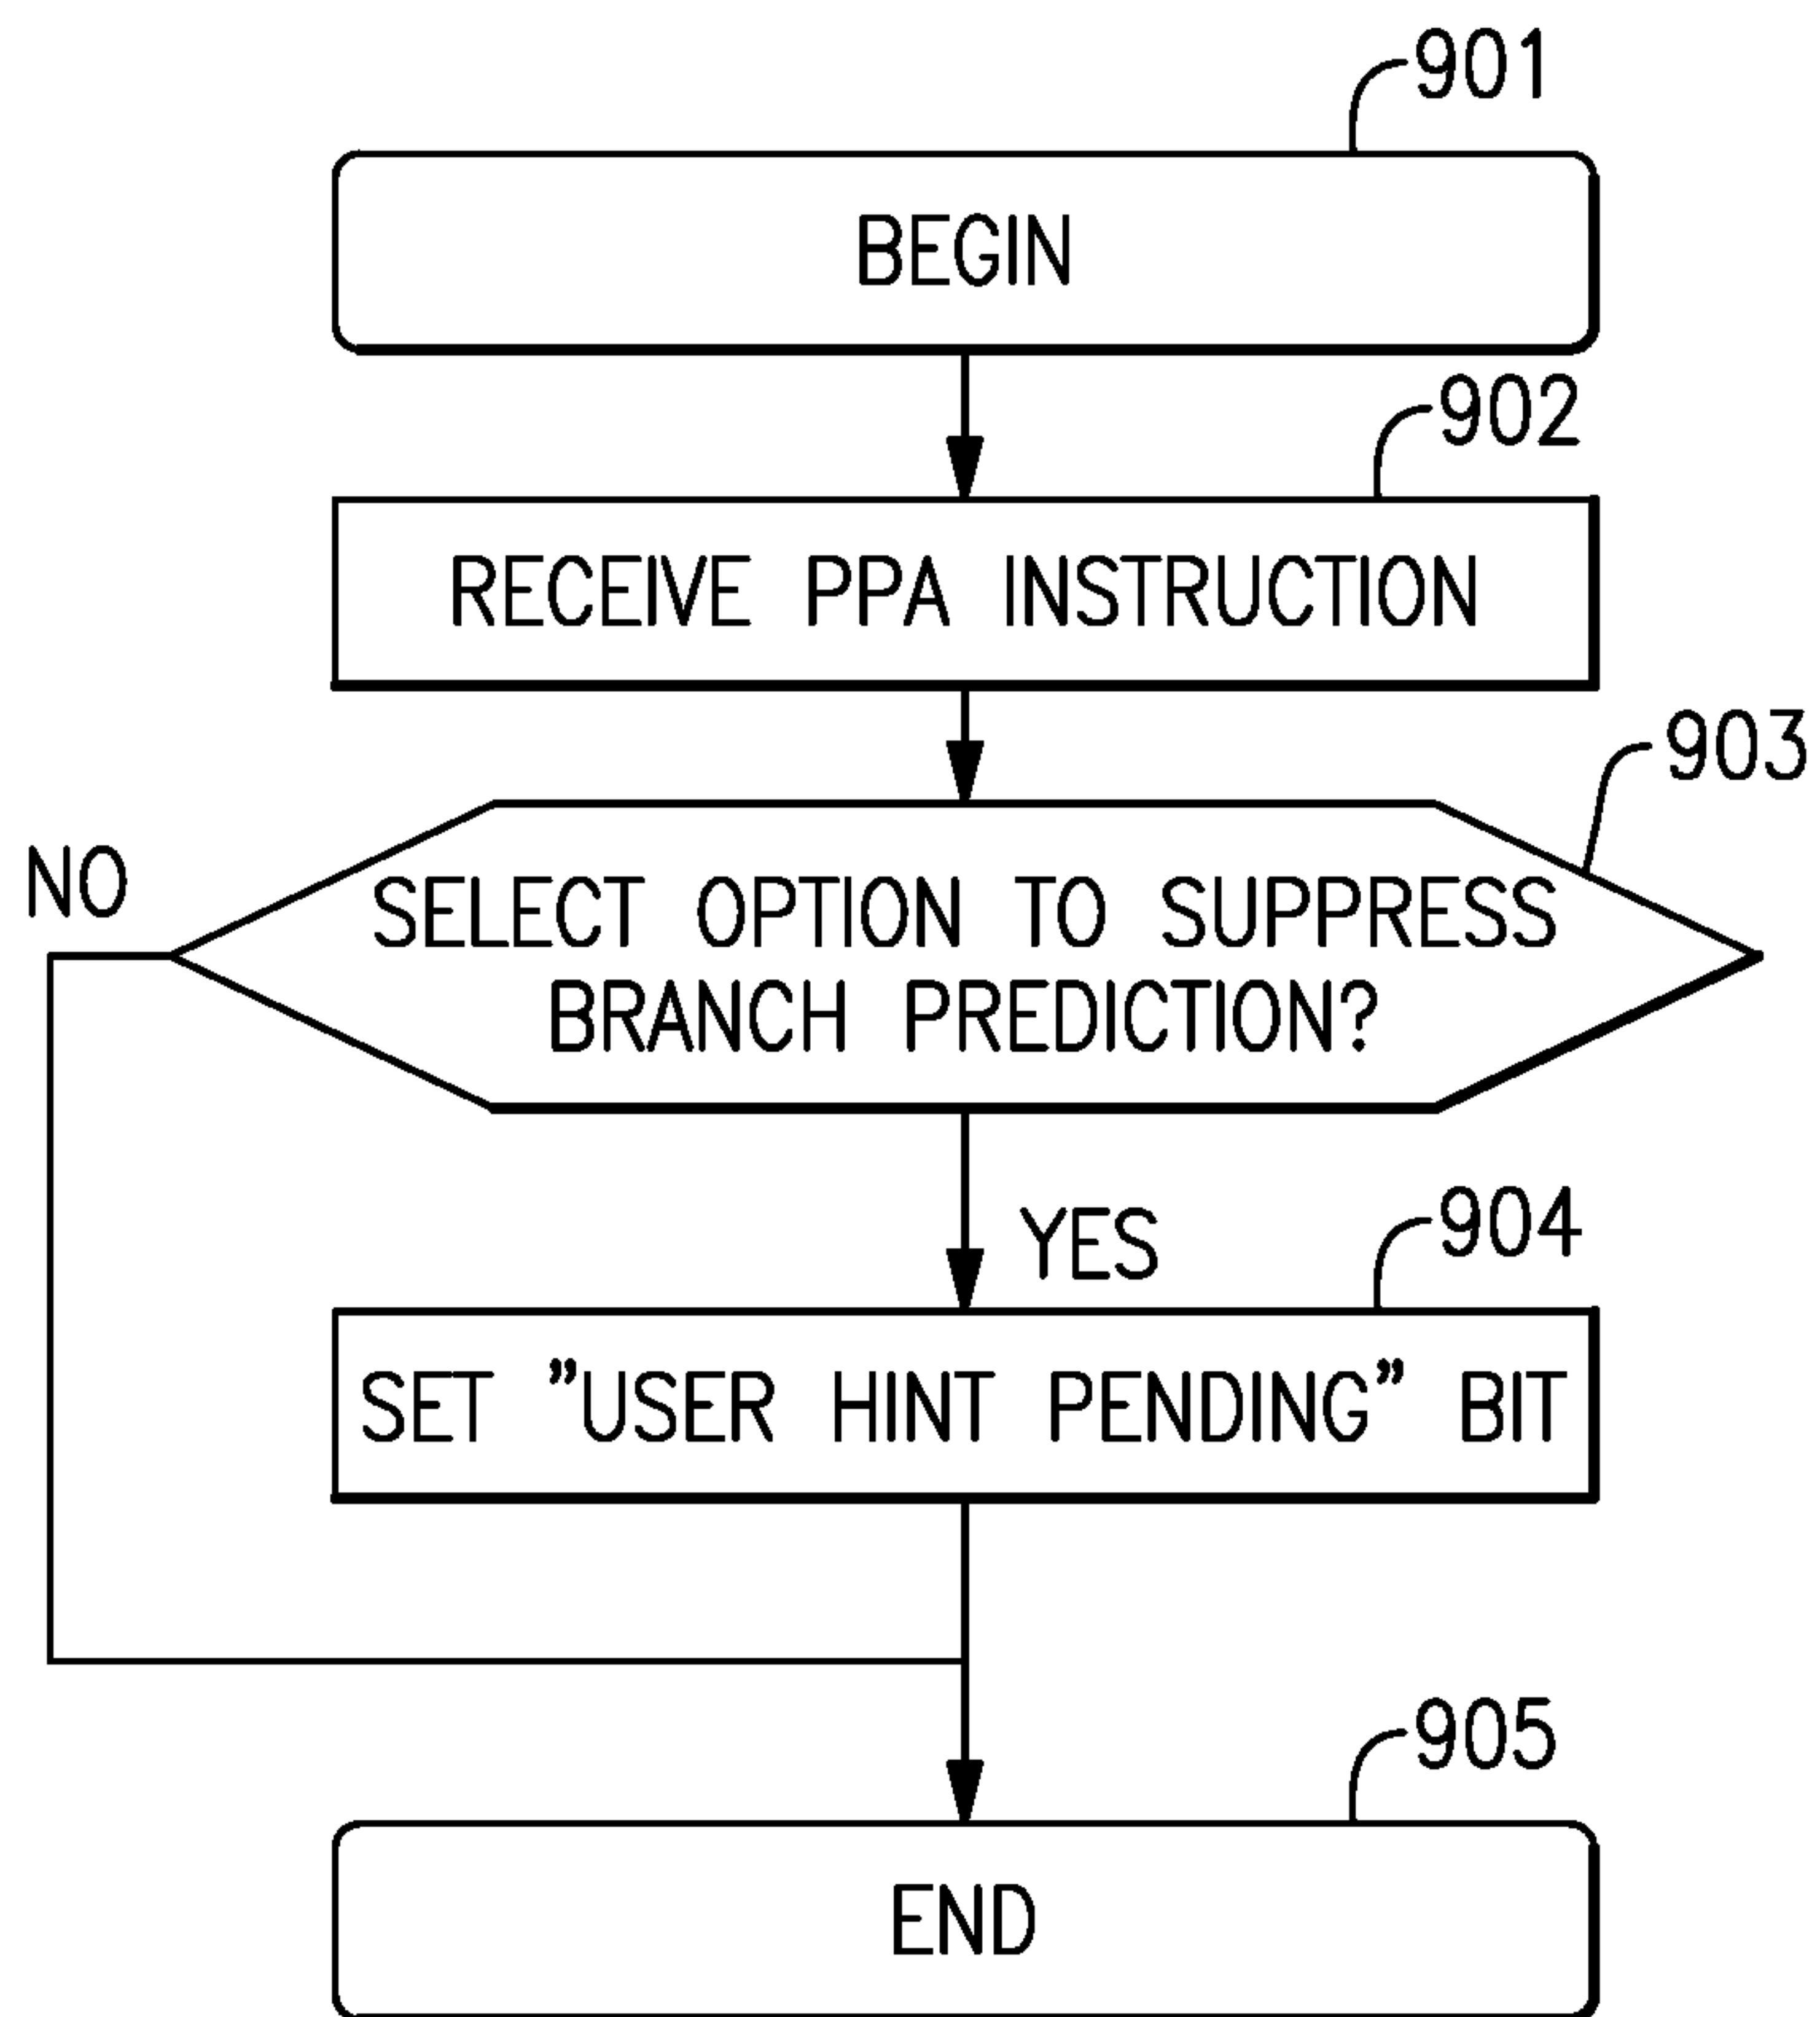 901
BEGIN
902
RECEIVE PPA INSTRUCTION
903
NO
SELECT OPTION TO SUPPRESS
BRANCH PREDICTION?
YES
904
SET "USER HINT PENDING" BIT
905
END